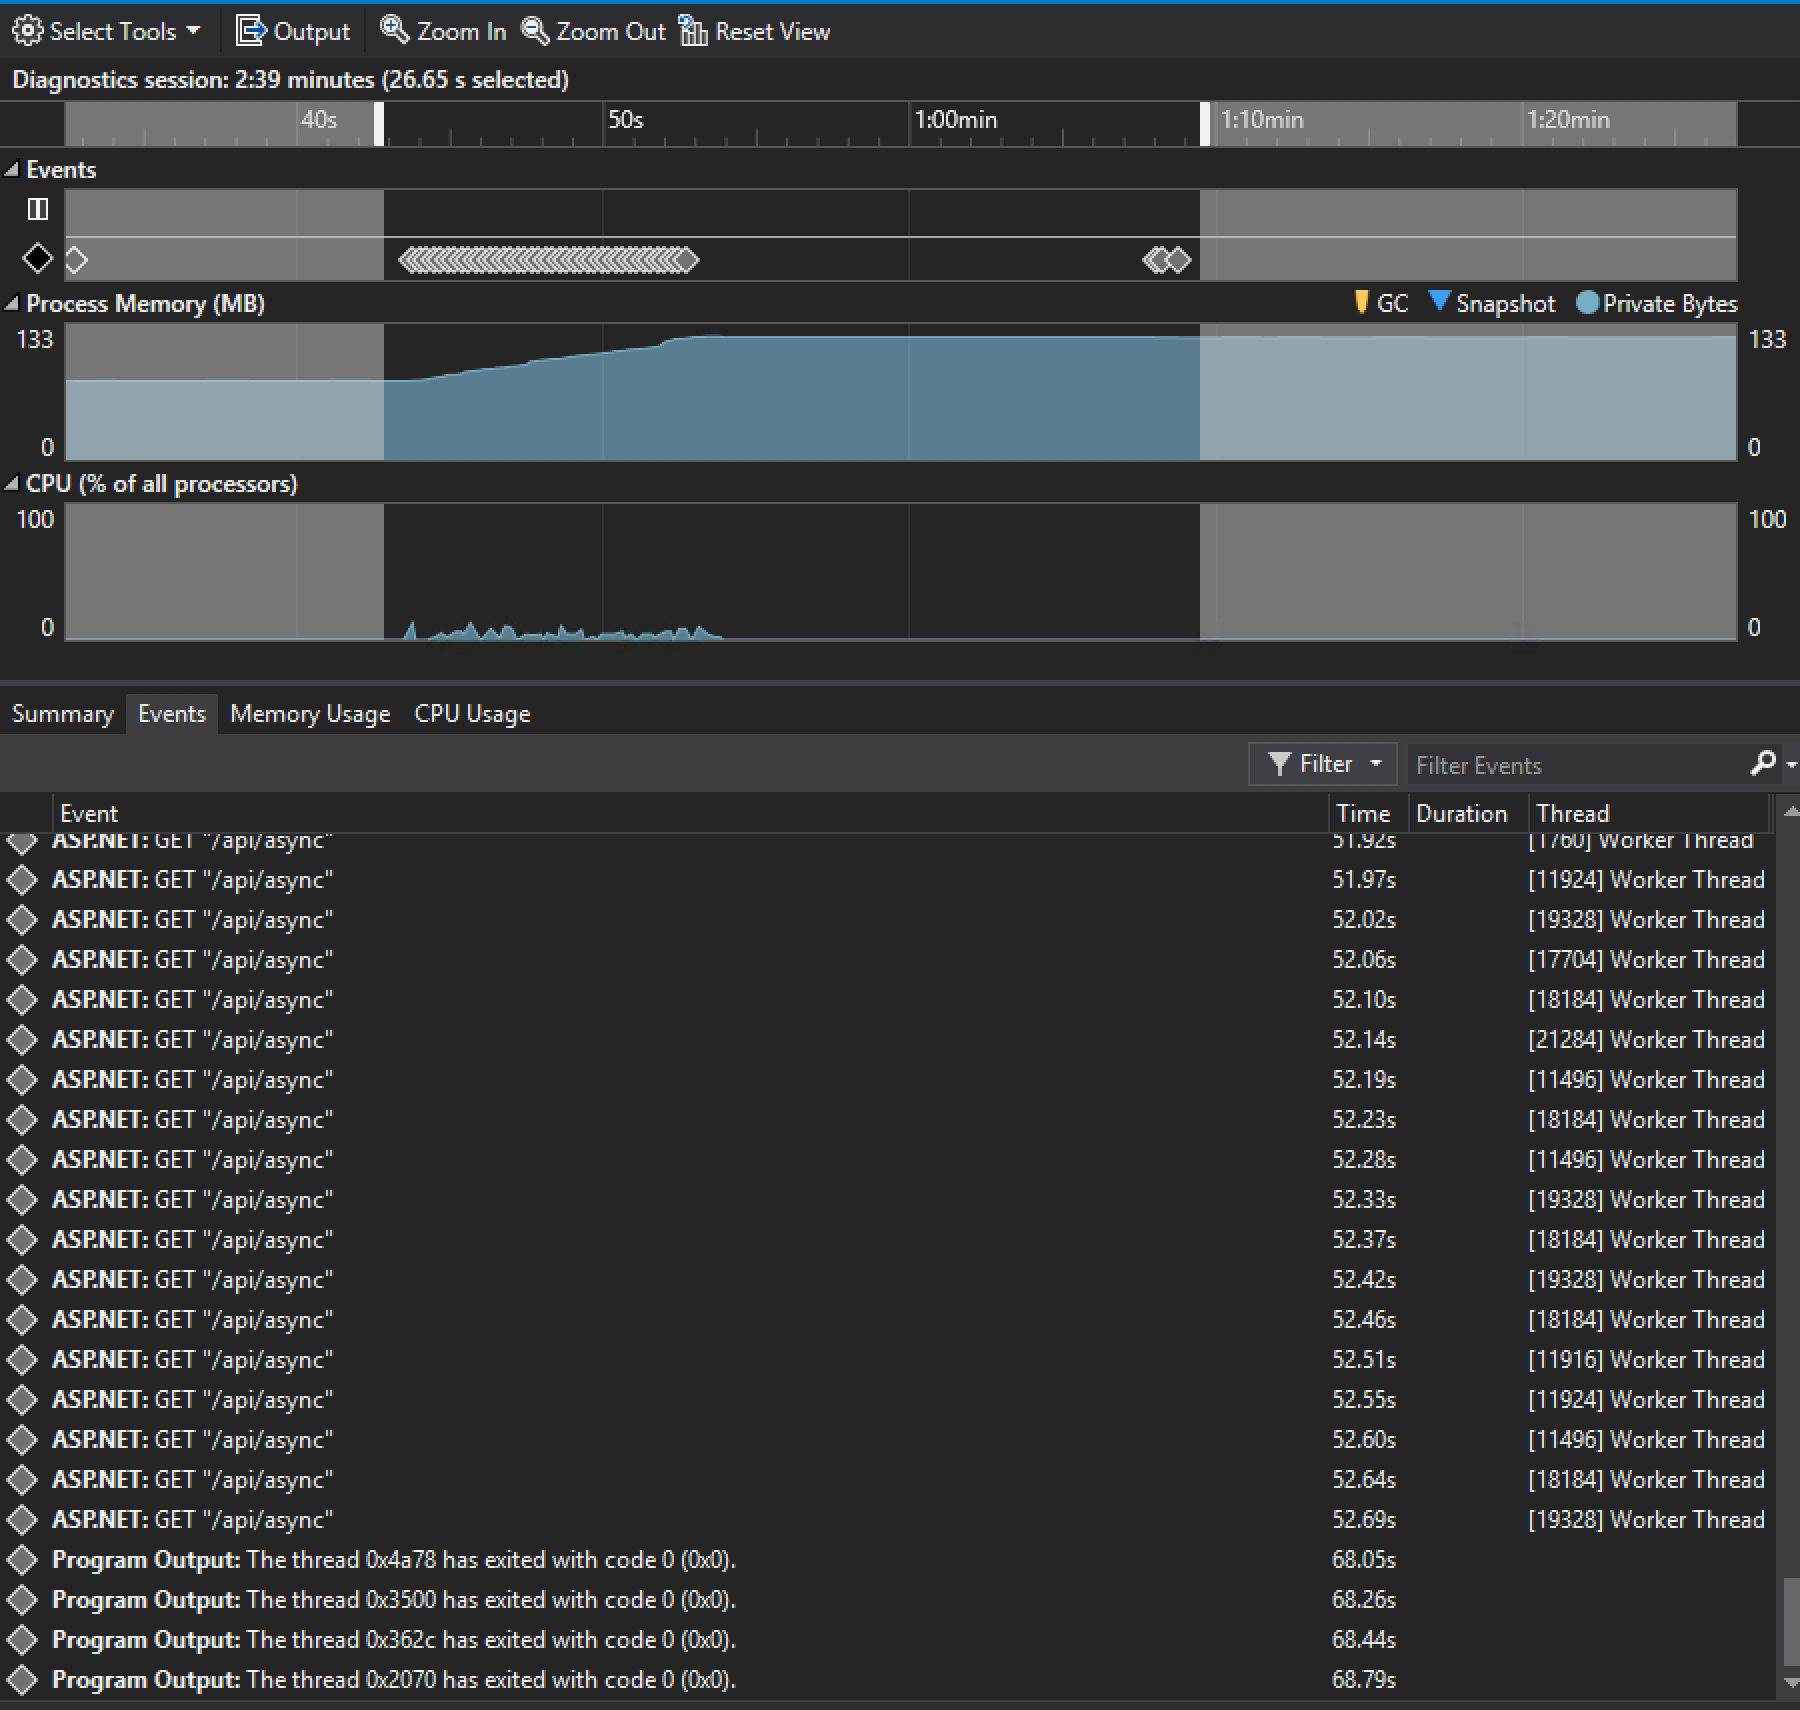 Select Tools Output Zoom In Zoom Out Reset View
Diagnostics session: 2:39 minutes (26.65 s selected)
40s 50s 1:00min 1:10min 1:20min
Events
Process Memory (MB) GC Snapshot Private Bytes
133 133
0 0
CPU (% of all processors)
100 100
0 0
Summary Events Memory Usage CPU Usage
Filter Filter Events
Event Time Duration Thread
ASP.NET: GET "/api/async" 51.92s [1760] Worker Thread
ASP.NET: GET "/api/async" 51.97s [11924] Worker Thread
ASP.NET: GET "/api/async" 52.02s [19328] Worker Thread
ASP.NET: GET "/api/async" 52.06s [17704] Worker Thread
ASP.NET: GET "/api/async" 52.10s [18184] Worker Thread
ASP.NET: GET "/api/async" 52.14s [21284] Worker Thread
ASP.NET: GET "/api/async" 52.19s [11496] Worker Thread
ASP.NET: GET "/api/async" 52.23s [18184] Worker Thread
ASP.NET: GET "/api/async" 52.28s [11496] Worker Thread
ASP.NET: GET "/api/async" 52.33s [19328] Worker Thread
ASP.NET: GET "/api/async" 52.37s [18184] Worker Thread
ASP.NET: GET "/api/async" 52.42s [19328] Worker Thread
ASP.NET: GET "/api/async" 52.46s [18184] Worker Thread
ASP.NET: GET "/api/async" 52.51s [11916] Worker Thread
ASP.NET: GET "/api/async" 52.55s [11924] Worker Thread
ASP.NET: GET "/api/async" 52.60s [11496] Worker Thread
ASP.NET: GET "/api/async" 52.64s [18184] Worker Thread
ASP.NET: GET "/api/async" 52.69s [19328] Worker Thread
Program Output: The thread 0x4a78 has exited with code 0 (0x0). 68.05s
Program Output: The thread 0x3500 has exited with code 0 (0x0). 68.26s
Program Output: The thread 0x362c has exited with code 0 (0x0). 68.44s
Program Output: The thread 0x2070 has exited with code 0 (0x0). 68.79s